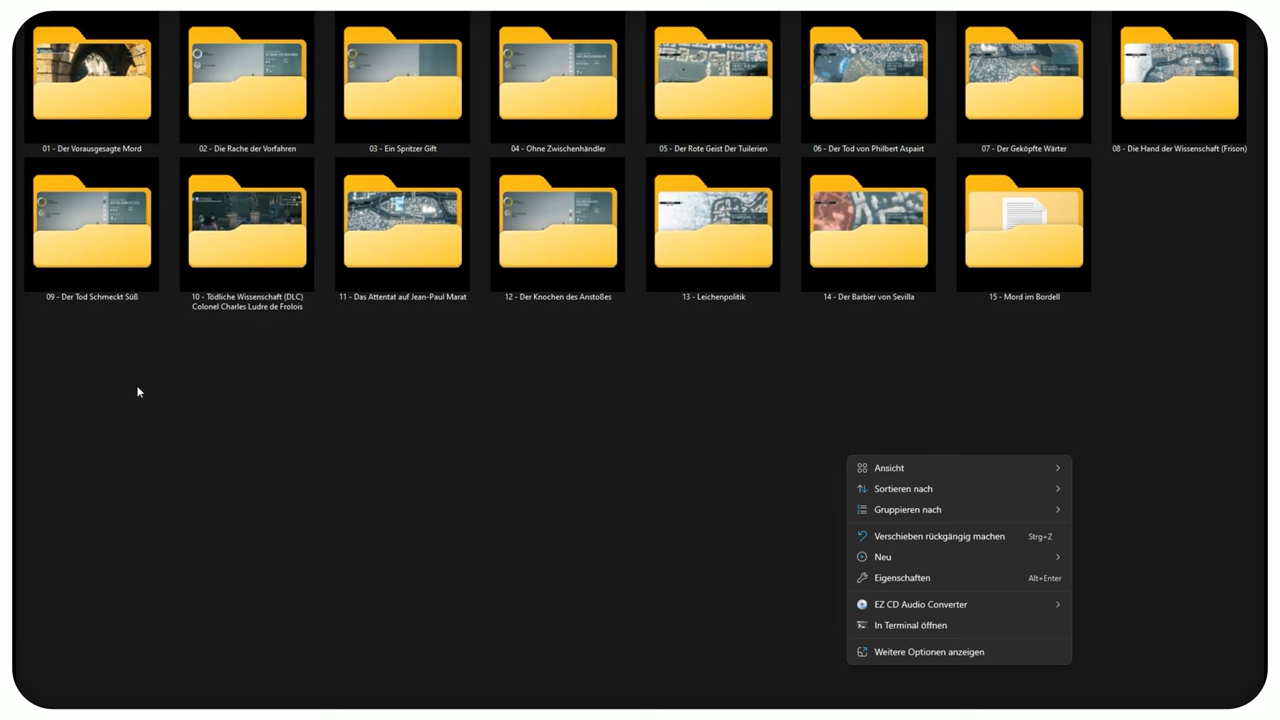 01 - Der Vorausgesagte Mord
02 - Die Rache der Vorfahren
03 - Ein Spritzer Gift
04 - Ohne Zwischenhändler
05 - Der Rote Geist Der Tuilerien
06 - Der Tod von Philbert Aspairt
07 - Der Geköpfte Wärter
08 - Die Hand der Wissenschaft (Frison)
09 - Der Tod Schmeckt Süß
10 - Tödliche Wissenschaft (DLC)
Colonel Charles Ludre de Frolois
11 - Das Attentat auf Jean-Paul Marat
12 - Der Knochen des Anstoßes
13 - Leichenpolitik
14 - Der Barbier von Sevilla
15 - Mord im Bordell
Ansicht
Sortieren nach
Gruppieren nach
Verschieben rückgängig machen Strg+Z
Neu
Eigenschaften Alt+Enter
EZ CD Audio Converter
In Terminal öffnen
Weitere Optionen anzeigen